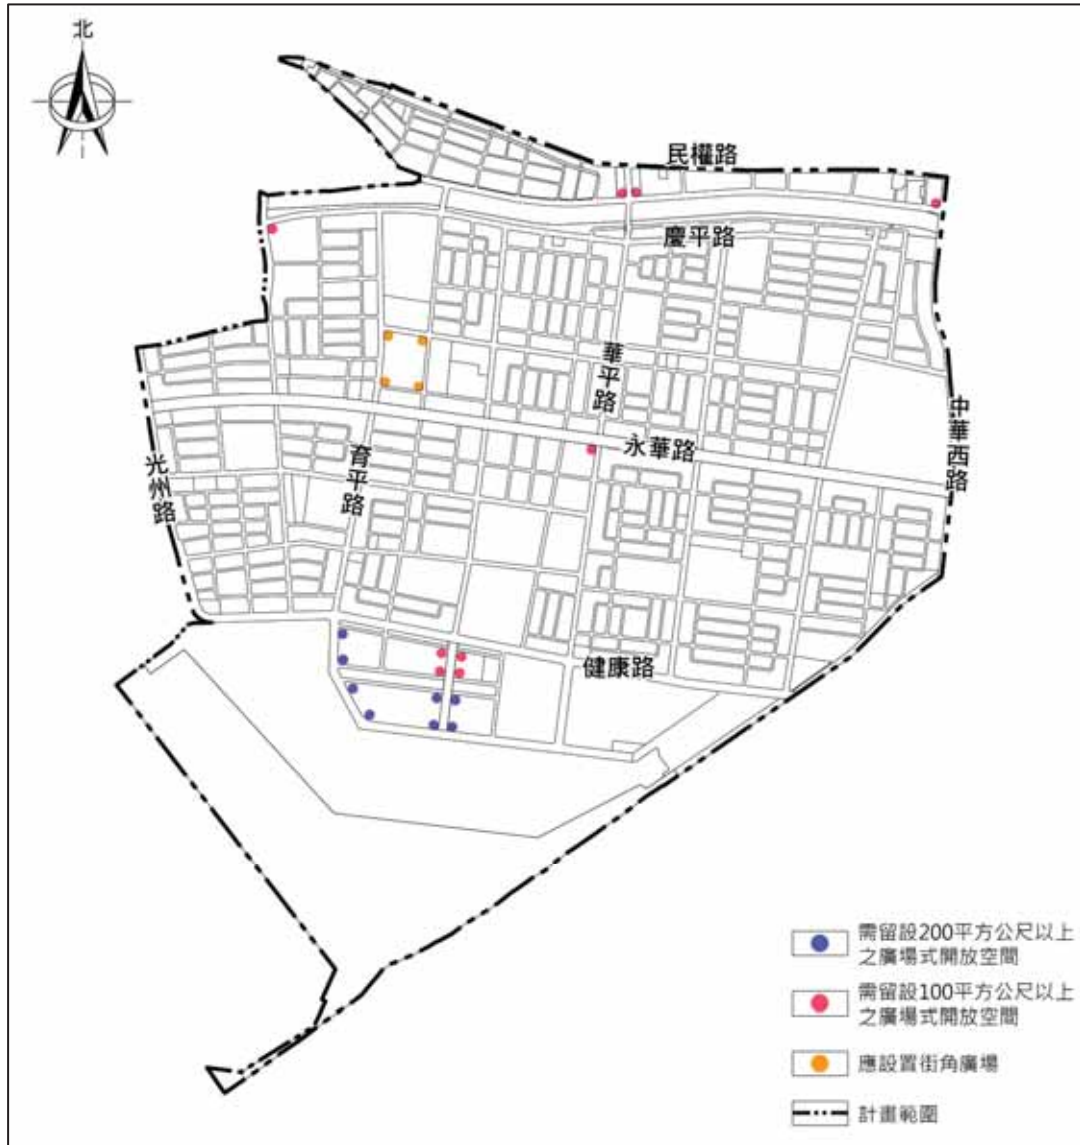 北
民權路
慶平路
華平路
中華西路
永華路
育平路
光州路
健康路
需留設200平方公尺以上
之廣場式開放空間
需留設100平方公尺以上
之廣場式開放空間
應設置街角廣場
計畫範圍